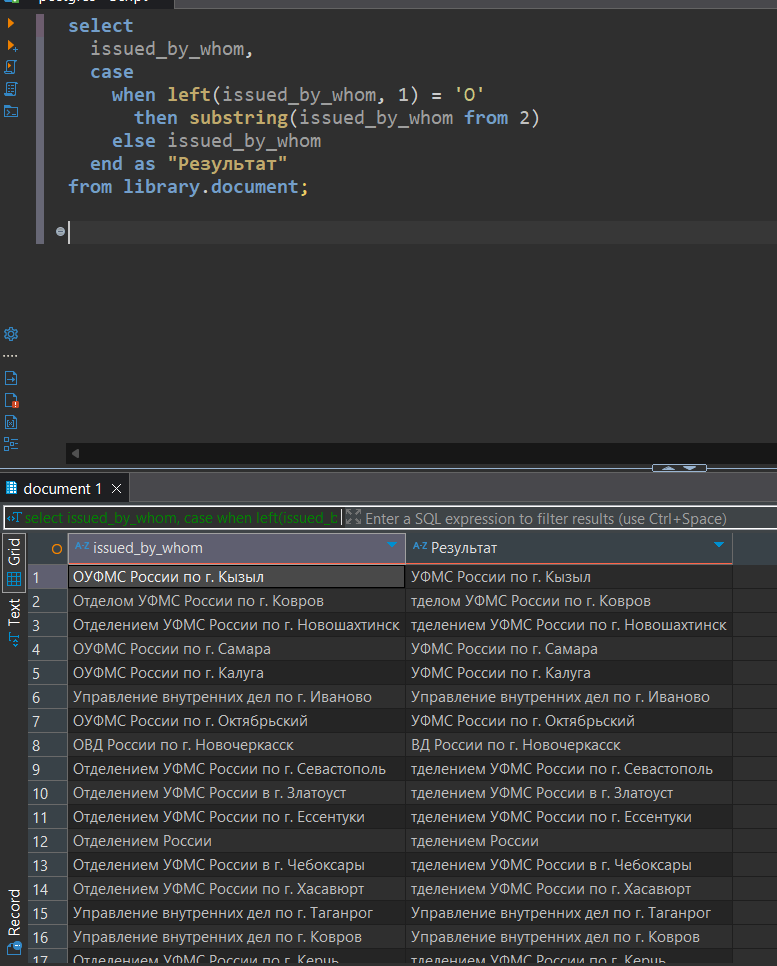 select
issued_by_whom,
case
when left(issued_by_whom, 1) = 'О'
then substring(issued_by_whom from 2)
else issued_by_whom
end as "Результат"
from library.document;
document 1
select issued_by_whom, case when left(issued_b
Enter a SQL expression to filter results (use Ctrl+Space)
Grid
Text
Record
A-Z issued_by_whom A-Z Результат
1 ОУФМС России по г. Кызыл УФМС России по г. Кызыл
2 Отделом УФМС России по г. Ковров тделом УФМС России по г. Ковров
3 Отделением УФМС России по г. Новошахтинск тделением УФМС России по г. Новошахтинск
4 ОУФМС России по г. Самара УФМС России по г. Самара
5 ОУФМС России по г. Калуга УФМС России по г. Калуга
6 Управление внутренних дел по г. Иваново Управление внутренних дел по г. Иваново
7 ОУФМС России по г. Октябрьский УФМС России по г. Октябрьский
8 ОВД России по г. Новочеркасск ВД России по г. Новочеркасск
9 Отделением УФМС России по г. Севастополь тделением УФМС России по г. Севастополь
10 Отделением УФМС России в г. Златоуст тделением УФМС России в г. Златоуст
11 Отделением УФМС России по г. Ессентуки тделением УФМС России по г. Ессентуки
12 Отделением России тделением России
13 Отделением УФМС России в г. Чебоксары тделением УФМС России в г. Чебоксары
14 Отделением УФМС России по г. Хасавюрт тделением УФМС России по г. Хасавюрт
15 Управление внутренних дел по г. Таганрог Управление внутренних дел по г. Таганрог
16 Управление внутренних дел по г. Ковров Управление внутренних дел по г. Ковров
17 Отделением УФМС России по г. Керчь тделением УФМС России по г. Керчь